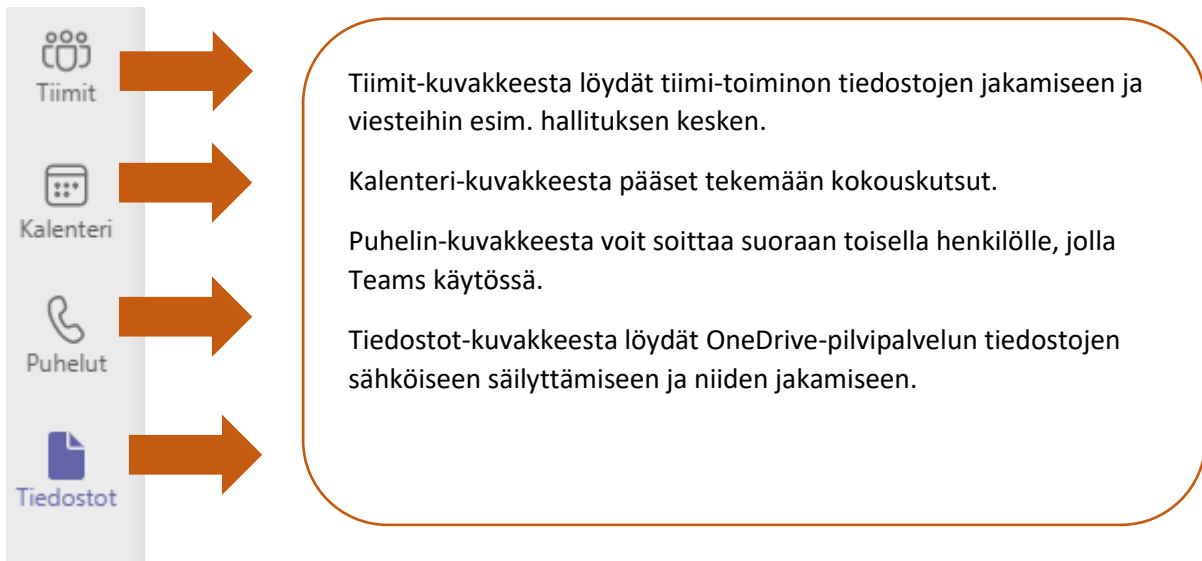 Tiimit
Kalenteri
Puhelut
Tiedostot
Tiimit-kuvakkeesta löydät tiimi-toiminon tiedostojen jakamiseen ja
viesteihin esim. hallituksen kesken.
Kalenteri-kuvakkeesta pääset tekemään kokouskutsut.
Puhelin-kuvakkeesta voit soittaa suoraan toisella henkilölle, jolla
Teams käytössä.
Tiedostot-kuvakkeesta löydät OneDrive-pilvipalvelun tiedostojen
sähköiseen säilyttämiseen ja niiden jakamiseen.